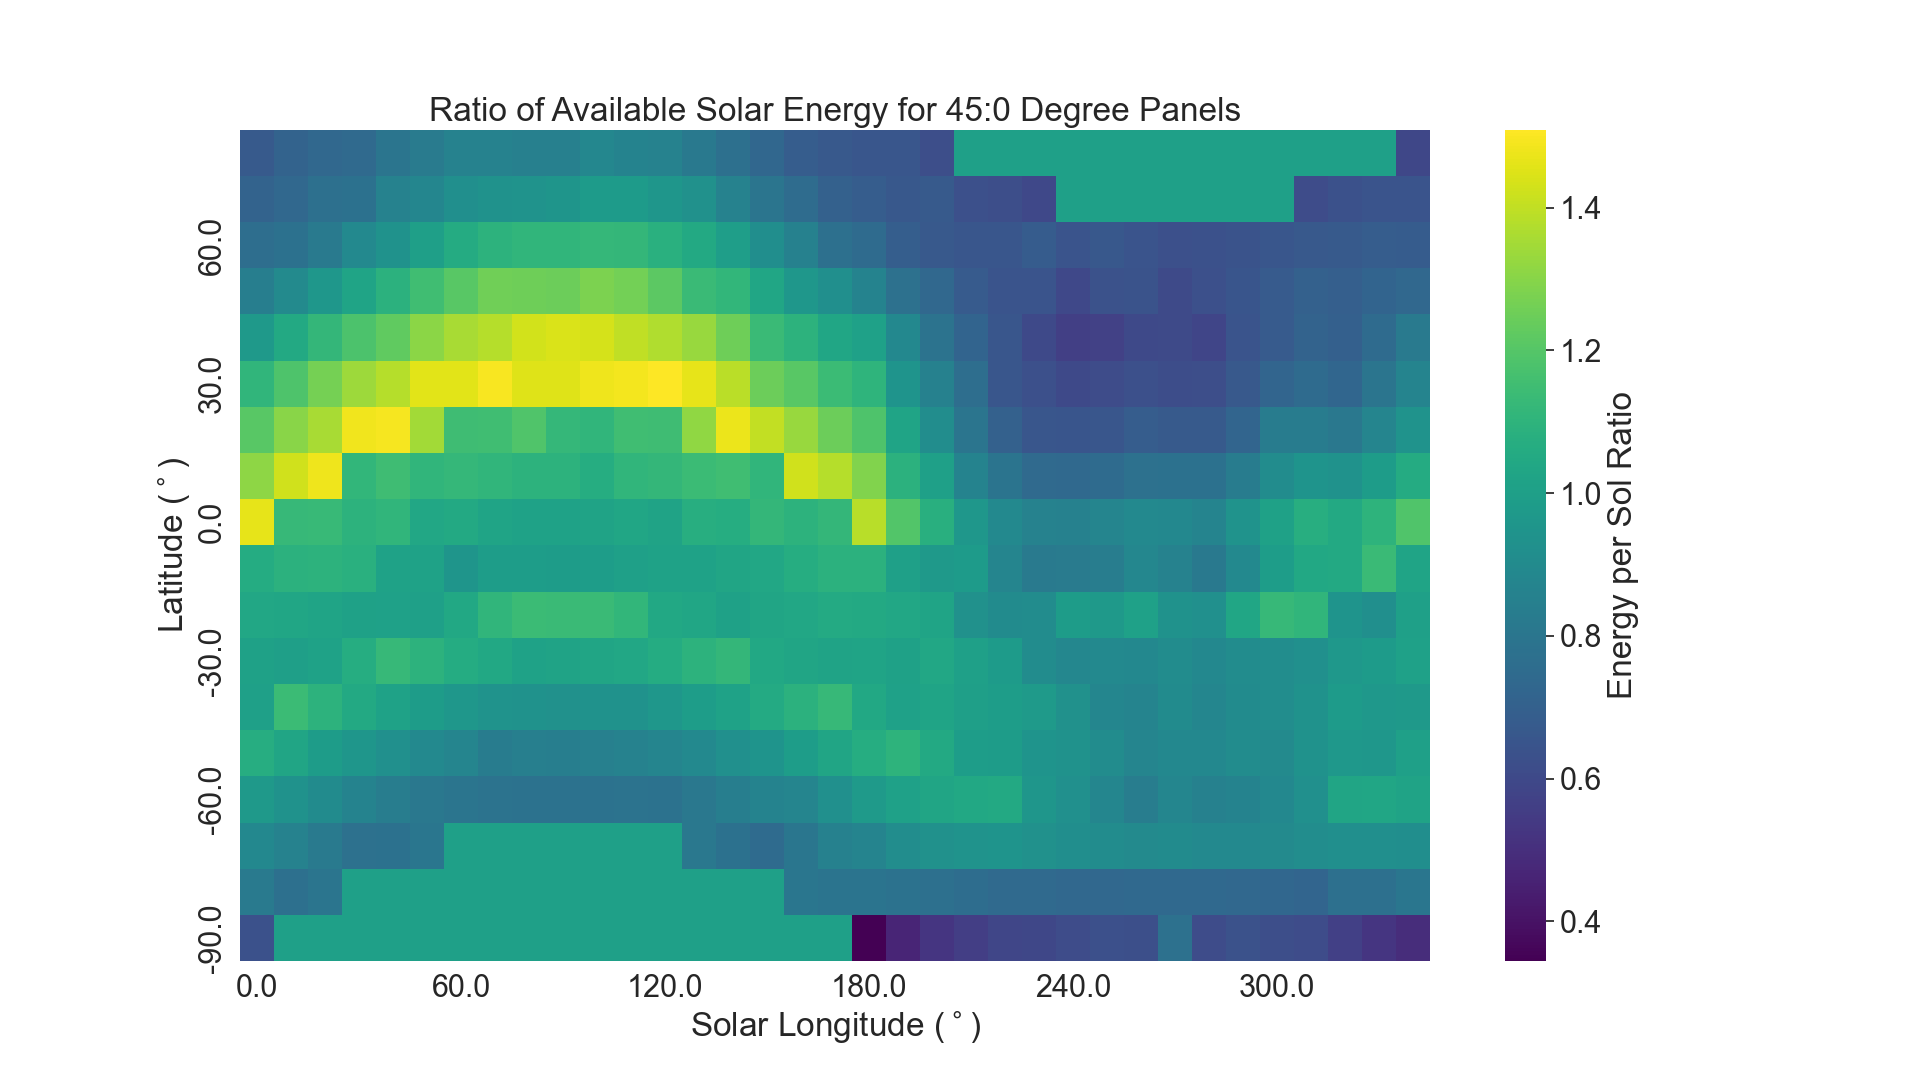 Ratio of Available Solar Energy for 45:0 Degree Panels
60.0
30.0
0.0
-30.0
-60.0
-90.0
Latitude (°)
0.0 60.0 120.0 180.0 240.0 300.0
Solar Longitude (°)
1.4
1.2
1.0
0.8
0.6
0.4
Energy per Sol Ratio